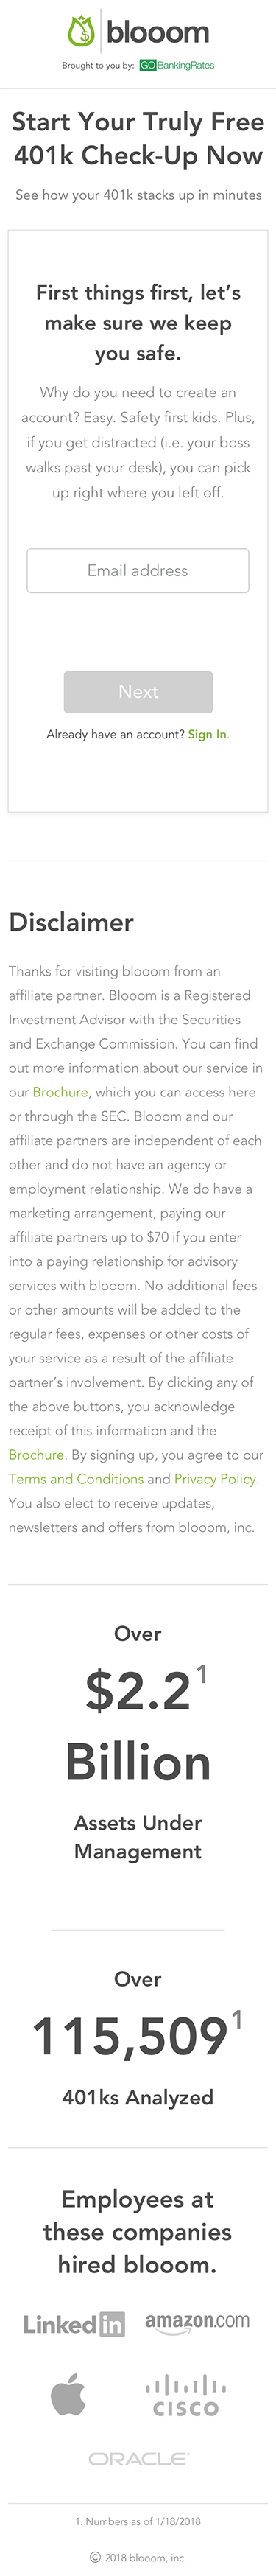 blooom
Brought to you by: GOBankingRates
Start Your Truly Free
401k Check-Up Now
See how your 401k stacks up in minutes
First things first, let's
make sure we keep
you safe.
Why do you need to create an
account? Easy. Safety first kids. Plus,
if you get distracted (i.e. your boss
walks past your desk), you can pick
up right where you left off.
Email address
Next
Already have an account? Sign In.
Disclaimer
Thanks for visiting blooom from an
affiliate partner. Blooom is a Registered
Investment Advisor with the Securities
and Exchange Commission. You can find
out more information about our service in
our Brochure, which you can access here
or through the SEC. Blooom and our
affiliate partners are independent of each
other and do not have an agency or
employment relationship. We do have a
marketing arrangement, paying our
affiliate partners up to $70 if you enter
into a paying relationship for advisory
services with blooom. No additional fees
or other amounts will be added to the
regular fees, expenses or other costs of
your service as a result of the affiliate
partner's involvement. By clicking any of
the above buttons, you acknowledge
receipt of this information and the
Brochure. By signing up, you agree to our
Terms and Conditions and Privacy Policy.
You also elect to receive updates,
newsletters and offers from blooom, inc.
Over
$2.2 1
Billion
Assets Under
Management
Over
115,509 1
401ks Analyzed
Employees at
these companies
hired blooom.
Linked in amazon.com
CISCO
ORACLE
1. Numbers as of 1/18/2018
© 2018 blooom, inc.